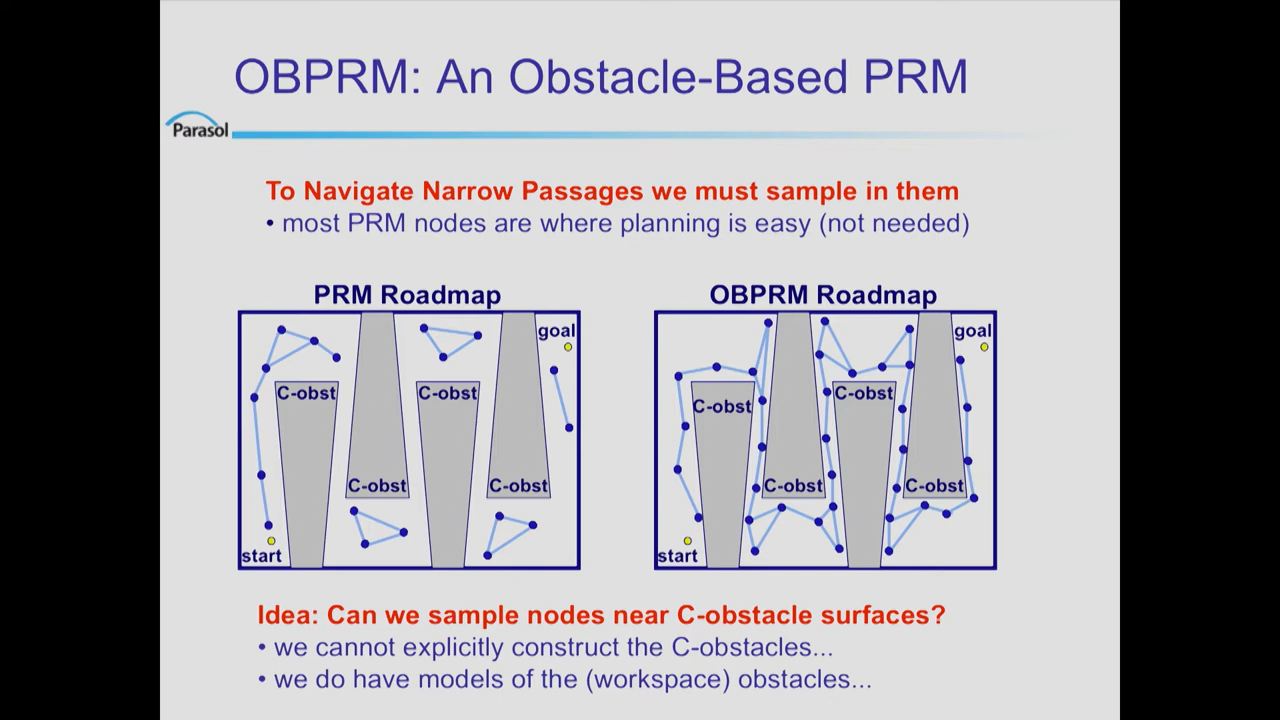 OBPRM: An Obstacle-Based PRM
Parasol
To Navigate Narrow Passages we must sample in them
• most PRM nodes are where planning is easy (not needed)
PRM Roadmap
goal
C-obst
C-obst
C-obst
C-obst
start
OBPRM Roadmap
goal
C-obst
C-obst
C-obst
C-obst
start
Idea: Can we sample nodes near C-obstacle surfaces?
• we cannot explicitly construct the C-obstacles...
• we do have models of the (workspace) obstacles...